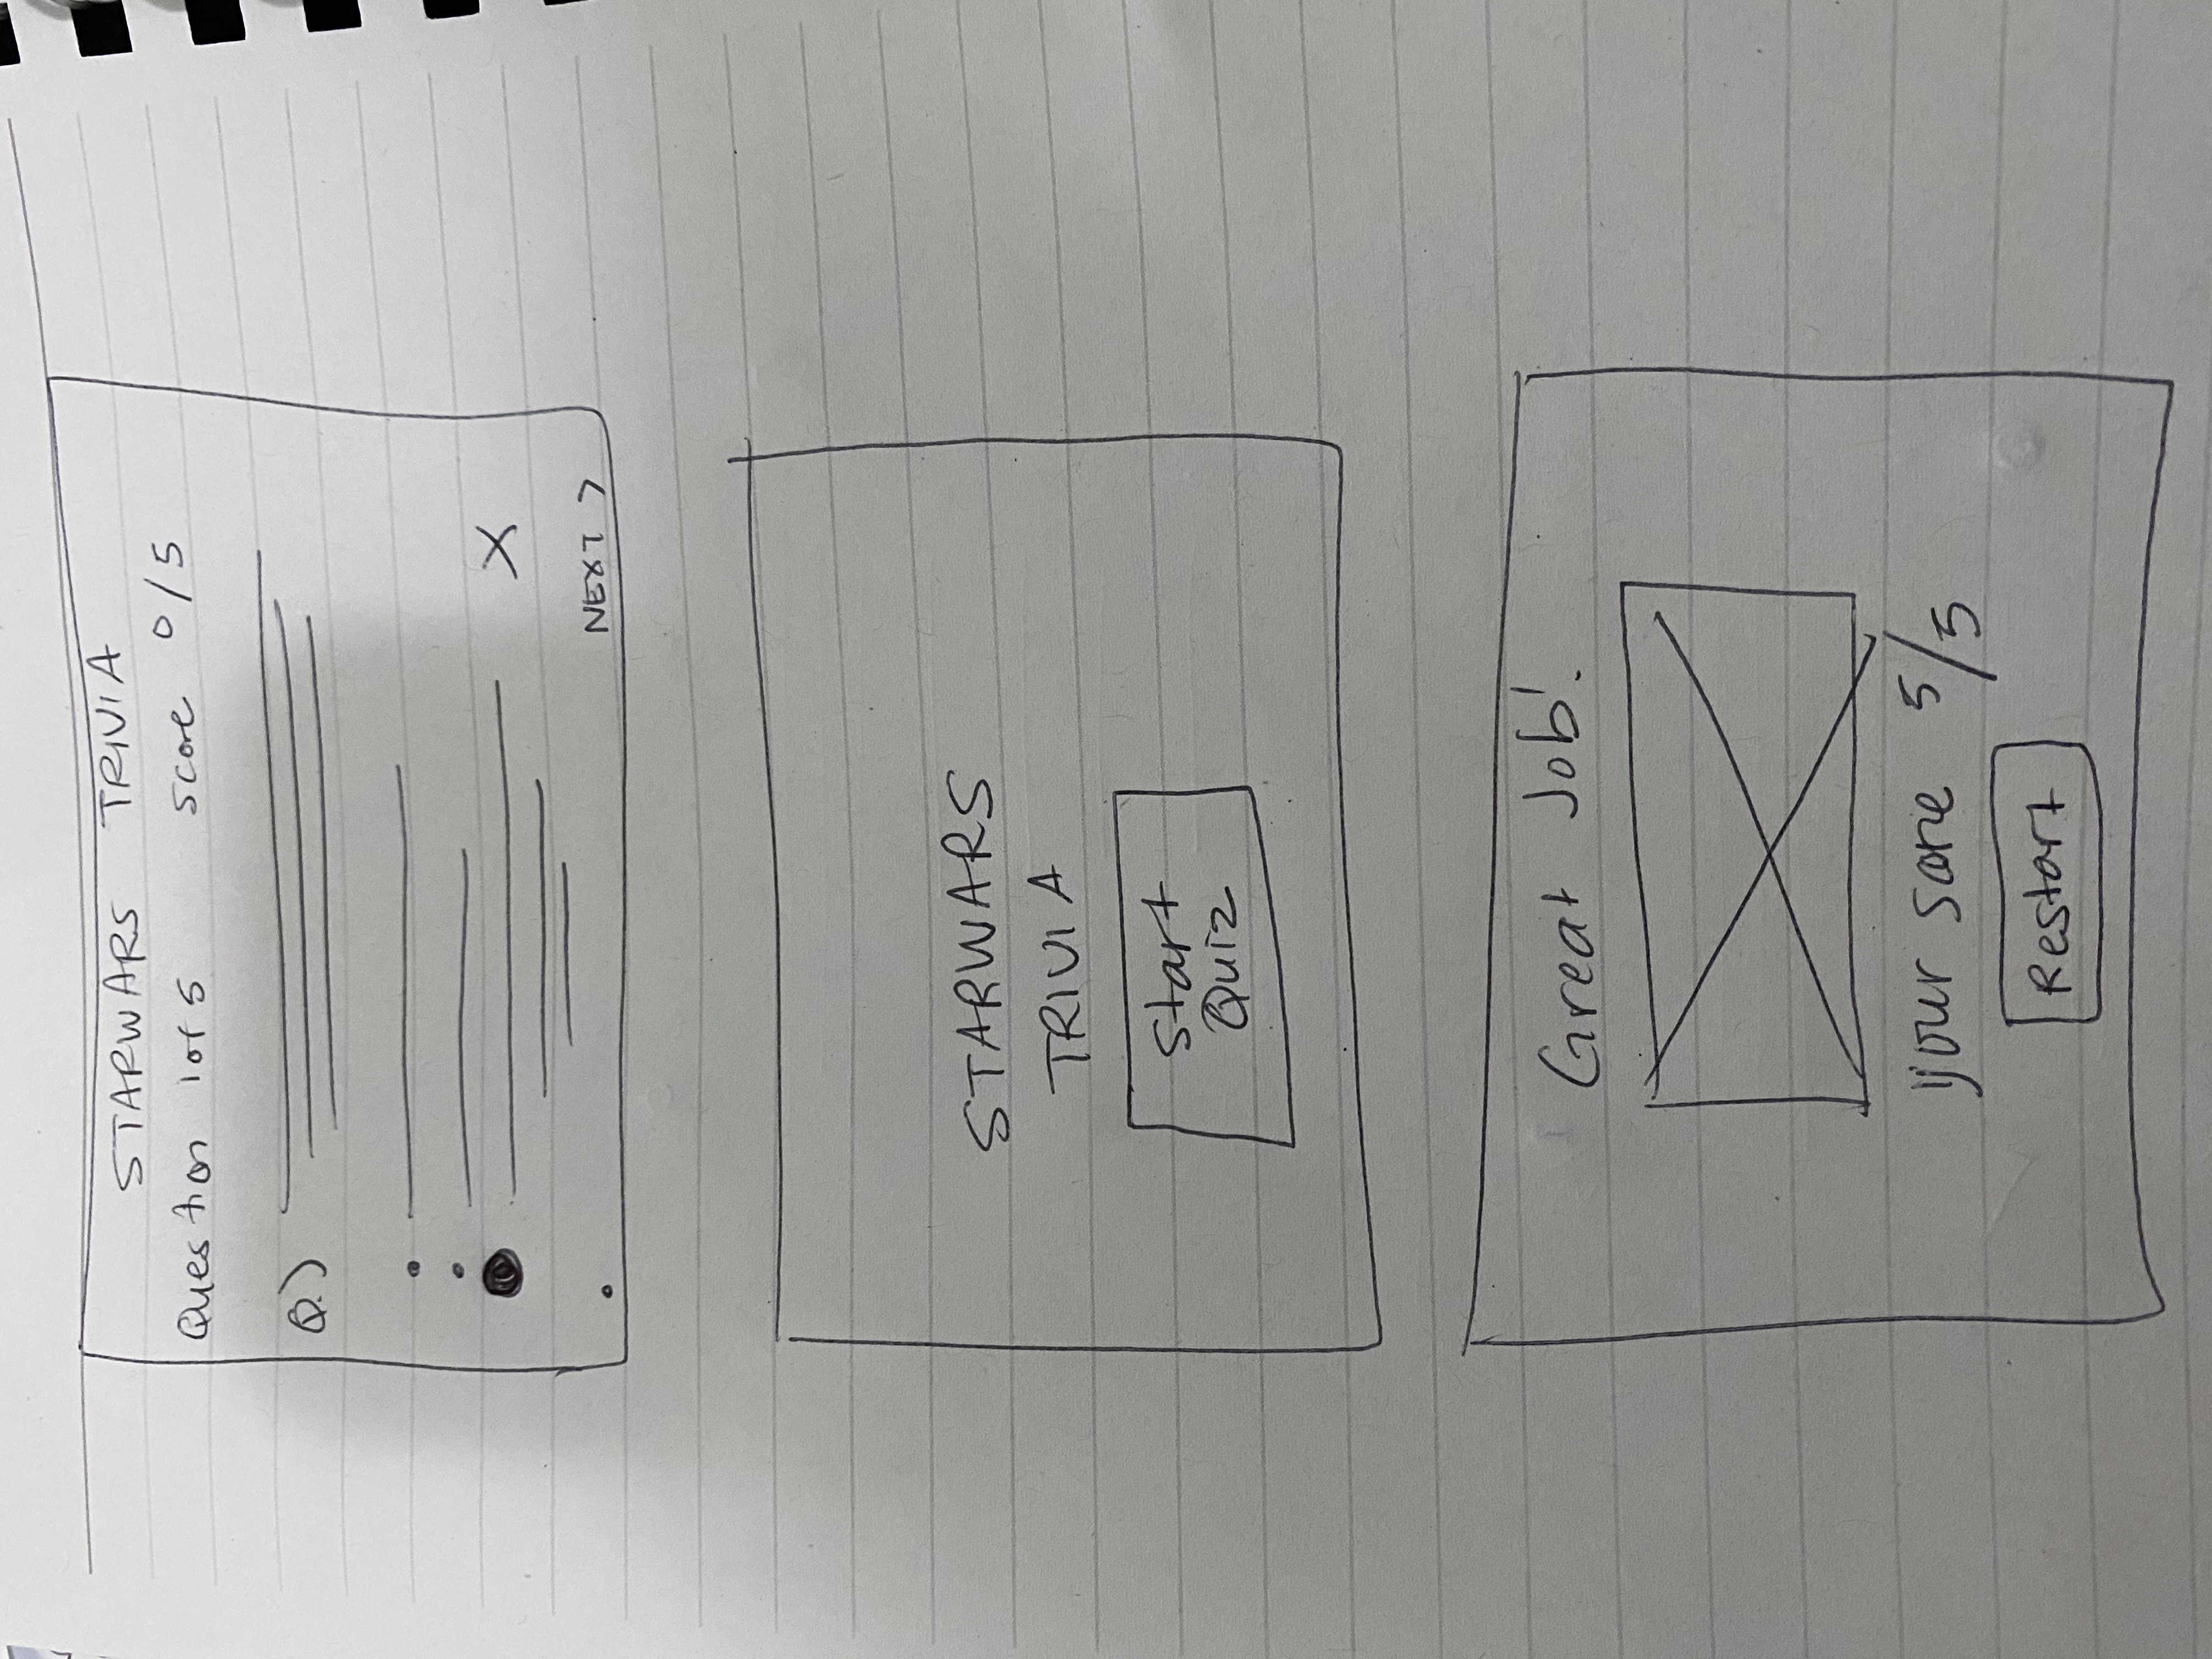 STARWARS TRIVIA
Question 1 of 5 Score 0/5
Q)
X
NEXT >
STARWARS
TRIVIA
Start
Quiz
Great Job!
Your Score 5/5
Restart